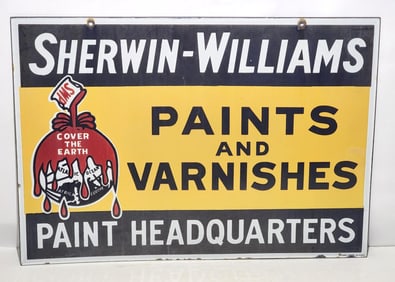 SHERWIN-WILLIAMS
SWP
COVER
THE
EARTH
PAINTS
AND
VARNISHES
PAINT HEADQUARTERS